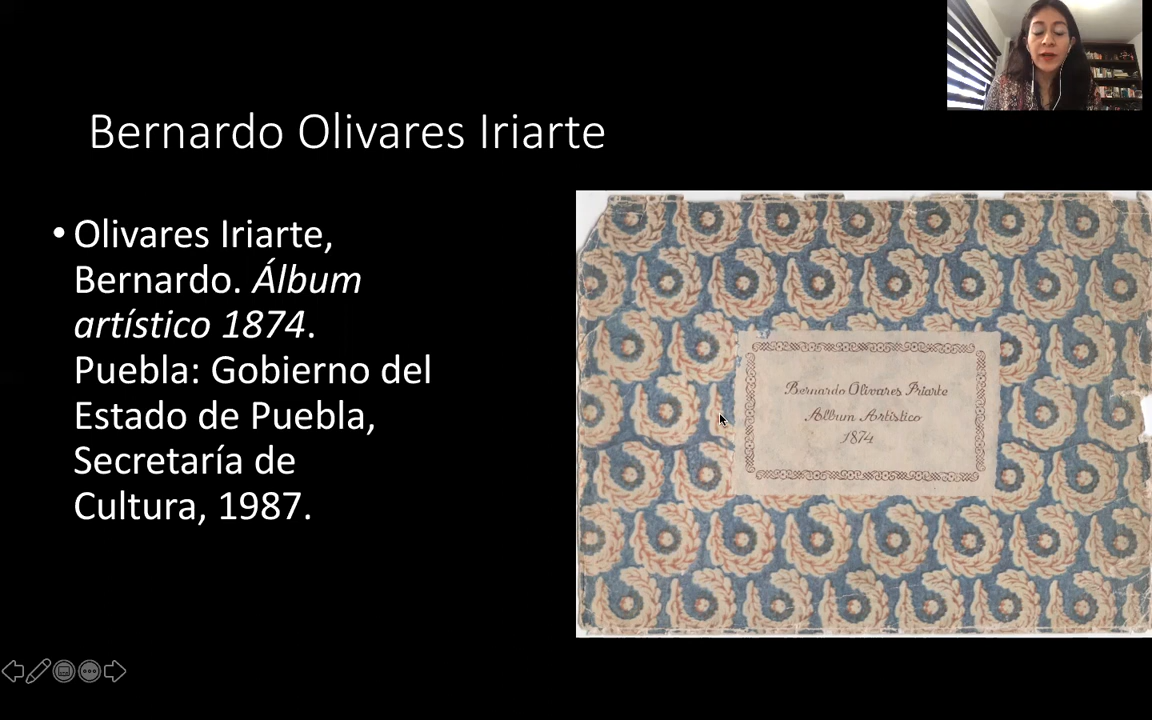 Bernardo Olivares Iriarte
• Olivares Iriarte,
Bernardo. Álbum
artístico 1874.
Puebla: Gobierno del
Estado de Puebla,
Secretaría de
Cultura, 1987.
Bernardo Olivares Iriarte
Album Artistico
1874